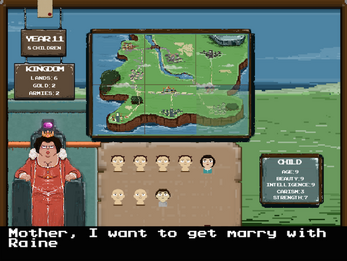 YEAR 11
5 CHILDREN
KINGDOM
LANDS: 6
GOLD: 2
ARMIES: 2
CHILD
AGE: 9
BEAUTY: 9
INTELLIGENCE: 9
CARISM: 3
STRENGTH: 7
Mother, I want to get marry with
Raine